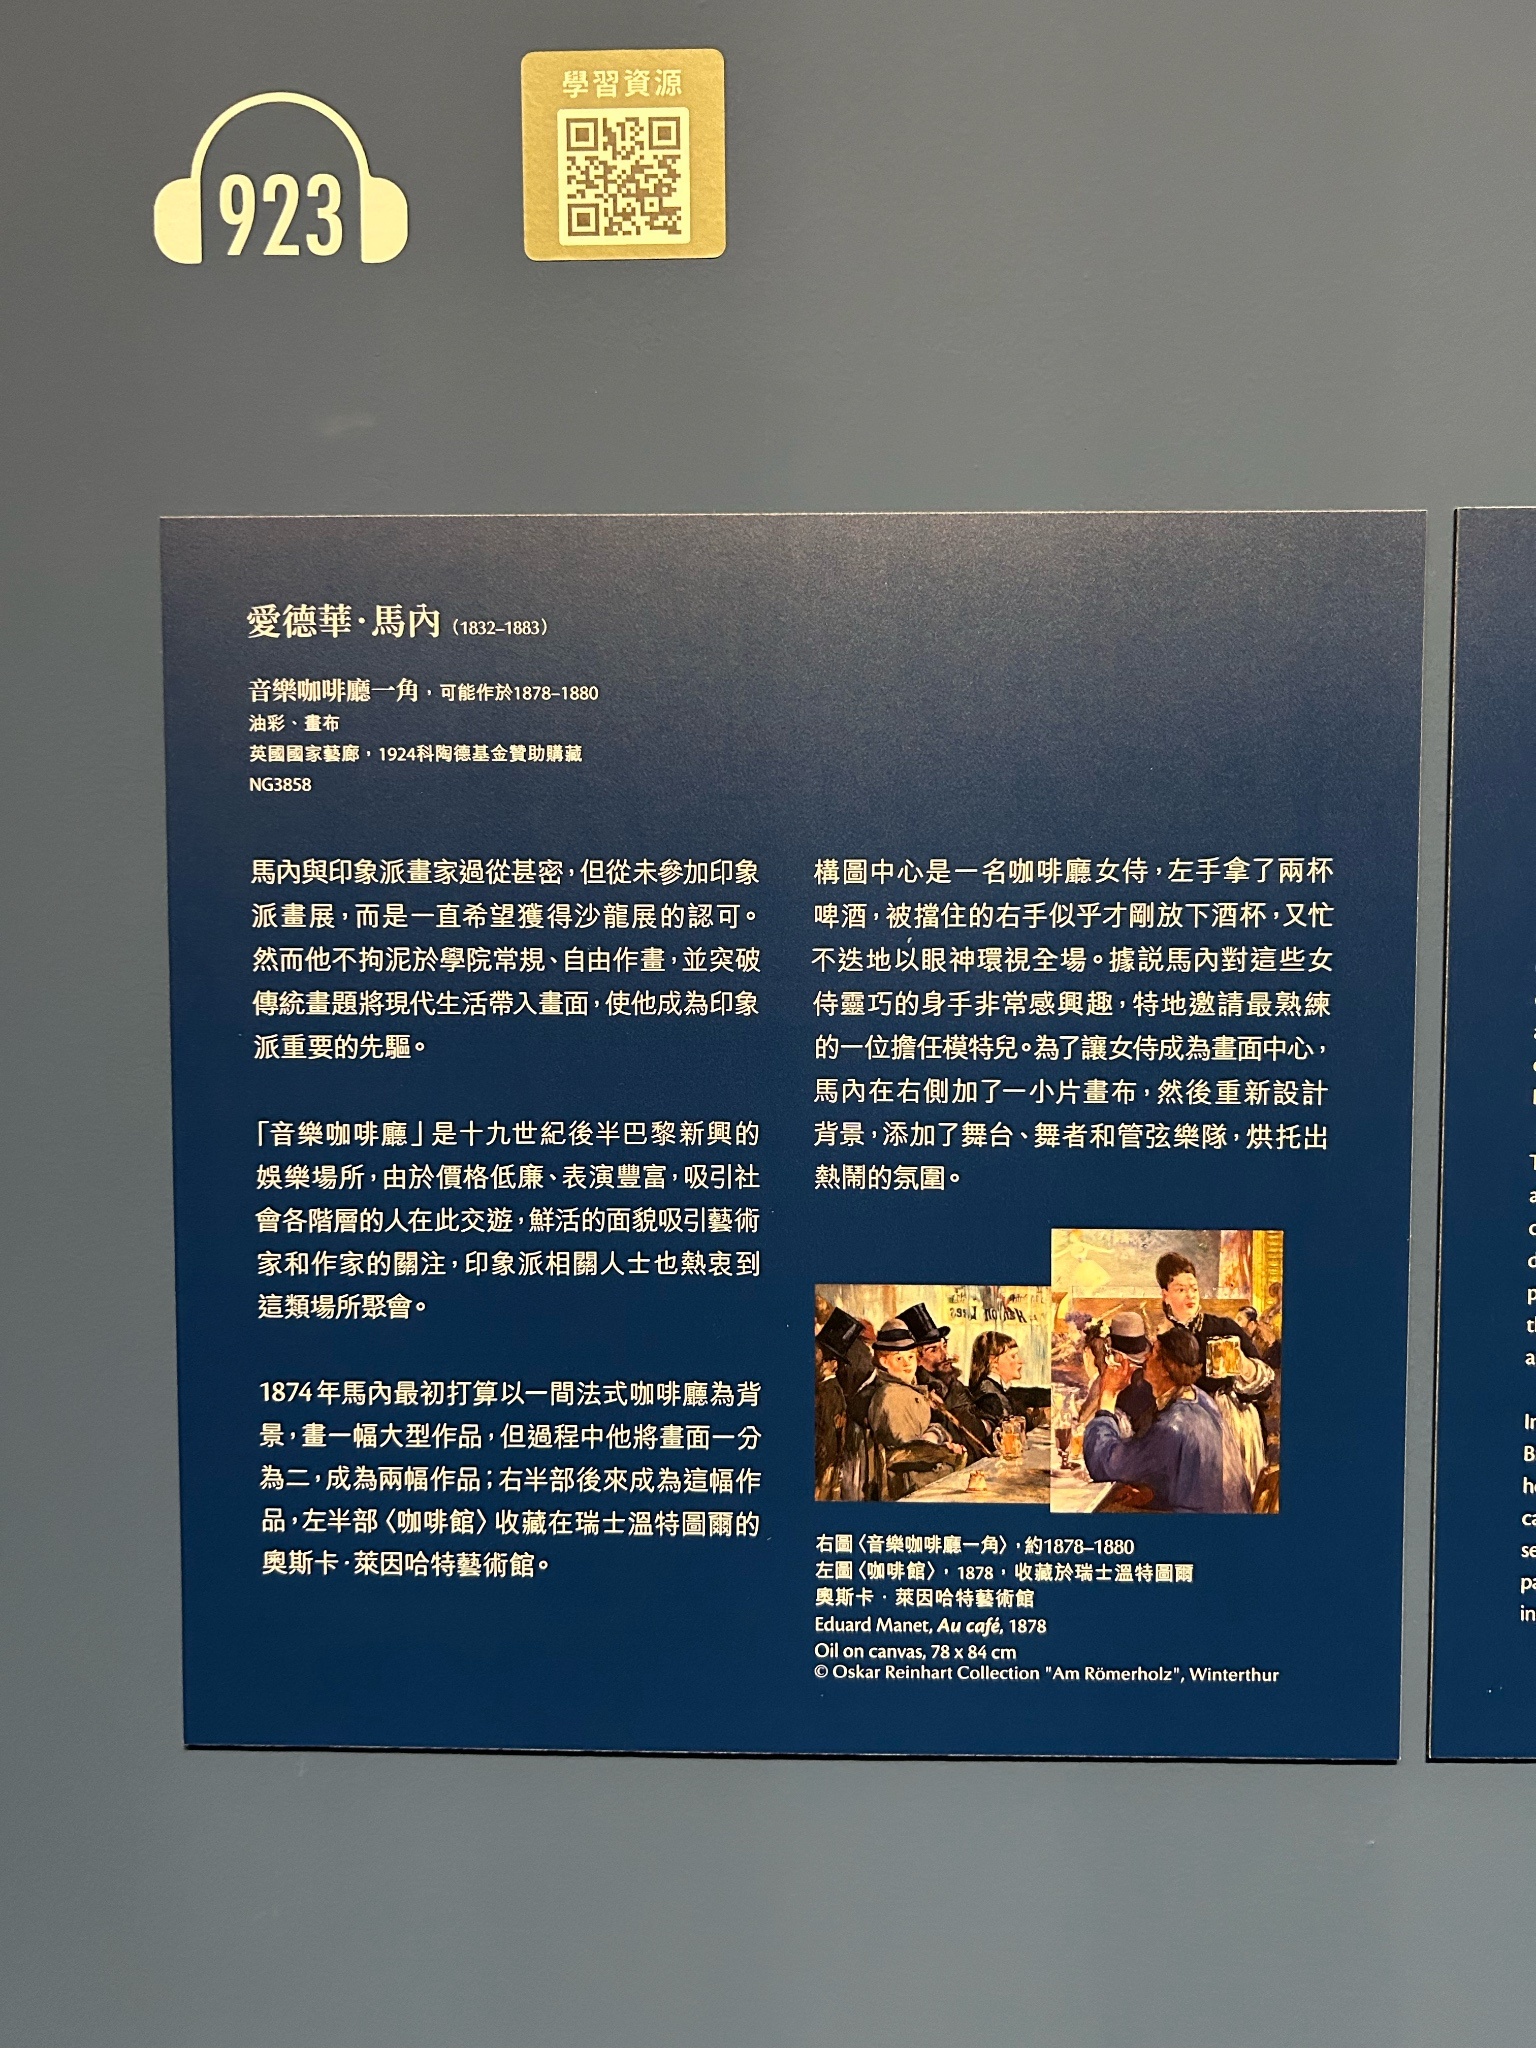 923
學習資源
愛德華·馬內（1832–1883）
音樂咖啡廳一角，可能作於1878–1880
油彩、畫布
英國國家藝廊，1924科陶德基金贊助購藏
NG3858
馬內與印象派畫家過從甚密，但從未參加印象
派畫展，而是一直希望獲得沙龍展的認可。
然而他不拘泥於學院常規、自由作畫，並突破
傳統畫題將現代生活帶入畫面，使他成為印象
派重要的先驅。
「音樂咖啡廳」是十九世紀後半巴黎新興的
娛樂場所，由於價格低廉、表演豐富，吸引社
會各階層的人在此交遊，鮮活的面貌吸引藝術
家和作家的關注，印象派相關人士也熱衷到
這類場所聚會。
1874年馬內最初打算以一間法式咖啡廳為背
景，畫一幅大型作品，但過程中他將畫面一分
為二，成為兩幅作品；右半部後來成為這幅作
品，左半部〈咖啡館〉收藏在瑞士溫特圖爾的
奧斯卡·萊因哈特藝術館。
構圖中心是一名咖啡廳女侍，左手拿了兩杯
啤酒，被擋住的右手似乎才剛放下酒杯，又忙
不迭地以眼神環視全場。據説馬內對這些女
侍靈巧的身手非常感興趣，特地邀請最熟練
的一位擔任模特兒。為了讓女侍成為畫面中心，
馬內在右側加了一小片畫布，然後重新設計
背景，添加了舞台、舞者和管弦樂隊，烘托出
熱鬧的氛圍。
右圖〈音樂咖啡廳一角〉，約1878–1880
左圖〈咖啡館〉，1878，收藏於瑞士溫特圖爾
奧斯卡·萊因哈特藝術館
Eduard Manet, Au café, 1878
Oil on canvas, 78 x 84 cm
© Oskar Reinhart Collection "Am Römerholz", Winterthur